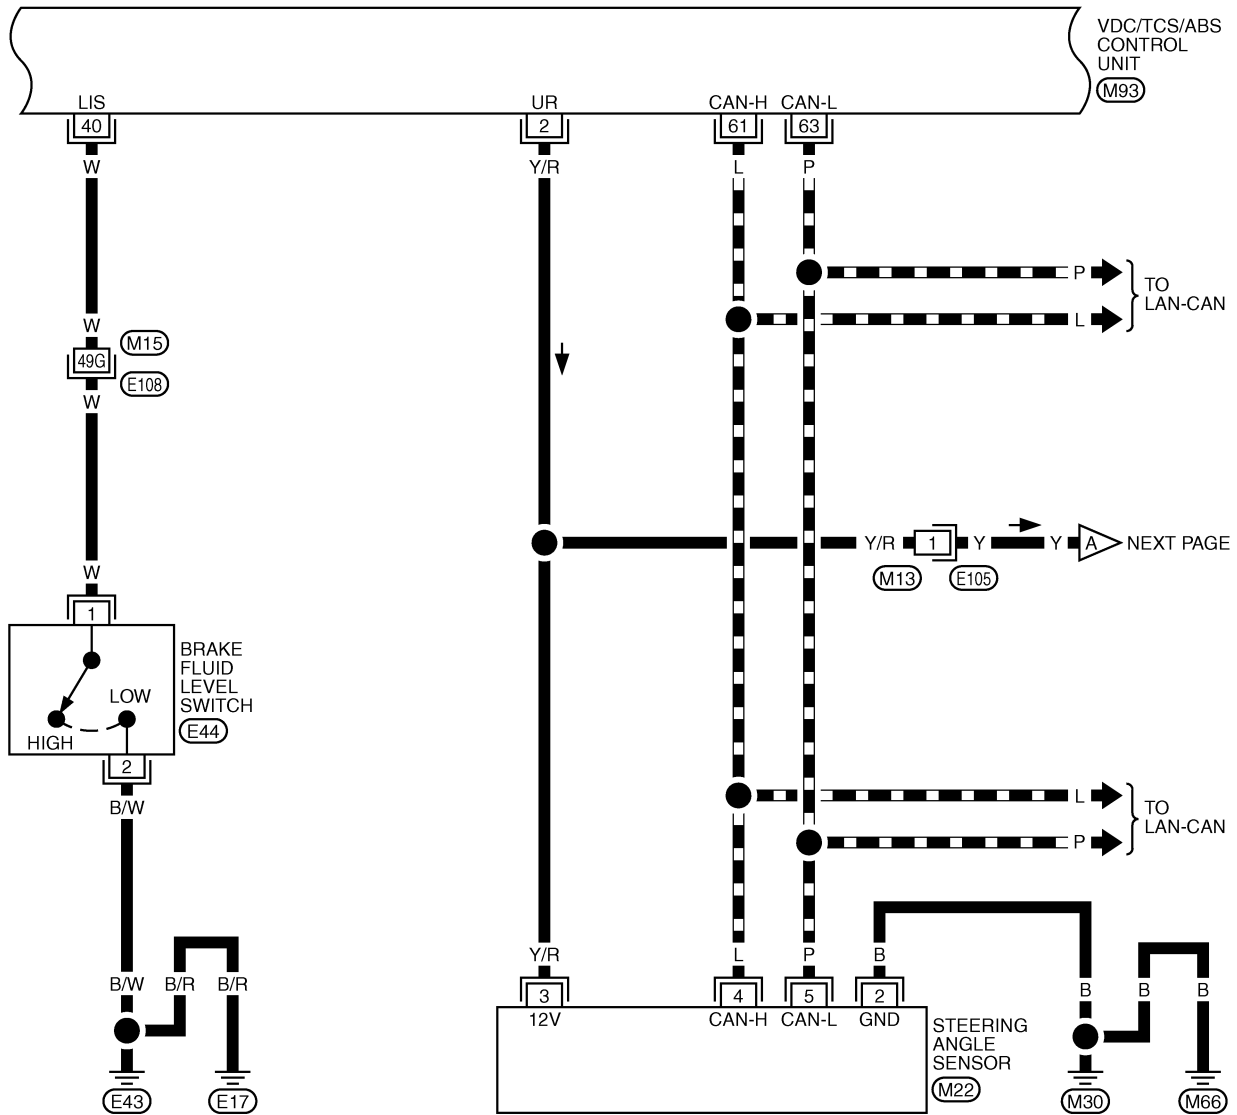 VDC/TCS/ABS
CONTROL
UNIT
M93
LIS
UR
CAN-H
CAN-L
40
2
61
63
W
Y/R
L
P
P
TO
LAN-CAN
L
W
M15
49G
E108
W
Y/R
1
Y
Y
A
NEXT PAGE
M13
E105
W
1
BRAKE
FLUID
LEVEL
SWITCH
E44
LOW
HIGH
2
B/W
L
TO
LAN-CAN
P
Y/R
L
P
B
B/W
B/R
B/R
B
B
B
3
4
5
2
12V
CAN-H
CAN-L
GND
STEERING
ANGLE
SENSOR
M22
E43
E17
M30
M66